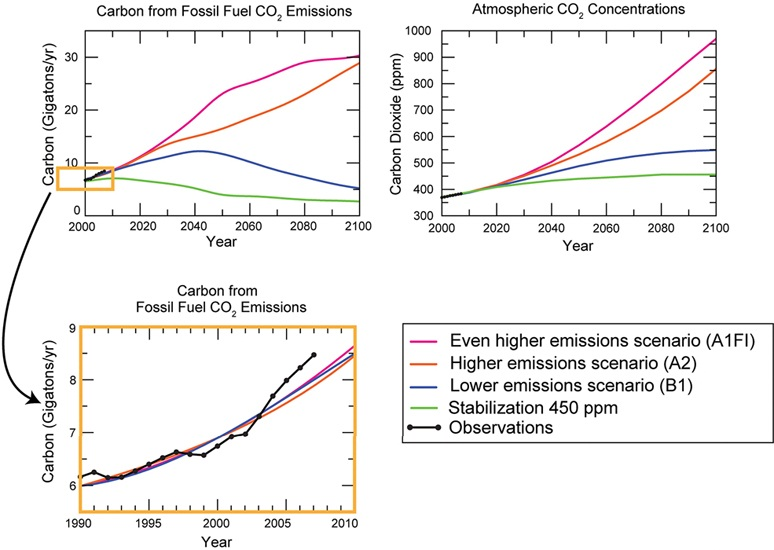 Carbon from Fossil Fuel CO₂ Emissions
Carbon (Gigatons/yr)
30
20
10
0
2000 2020 2040 2060 2080 2100
Year
Atmospheric CO₂ Concentrations
Carbon Dioxide (ppm)
1000
900
800
700
600
500
400
300
2000 2020 2040 2060 2080 2100
Year
Carbon from
Fossil Fuel CO₂ Emissions
Carbon (Gigatons/yr)
9
8
7
6
1990 1995 2000 2005 2010
Year
Even higher emissions scenario (A1FI)
Higher emissions scenario (A2)
Lower emissions scenario (B1)
Stabilization 450 ppm
Observations